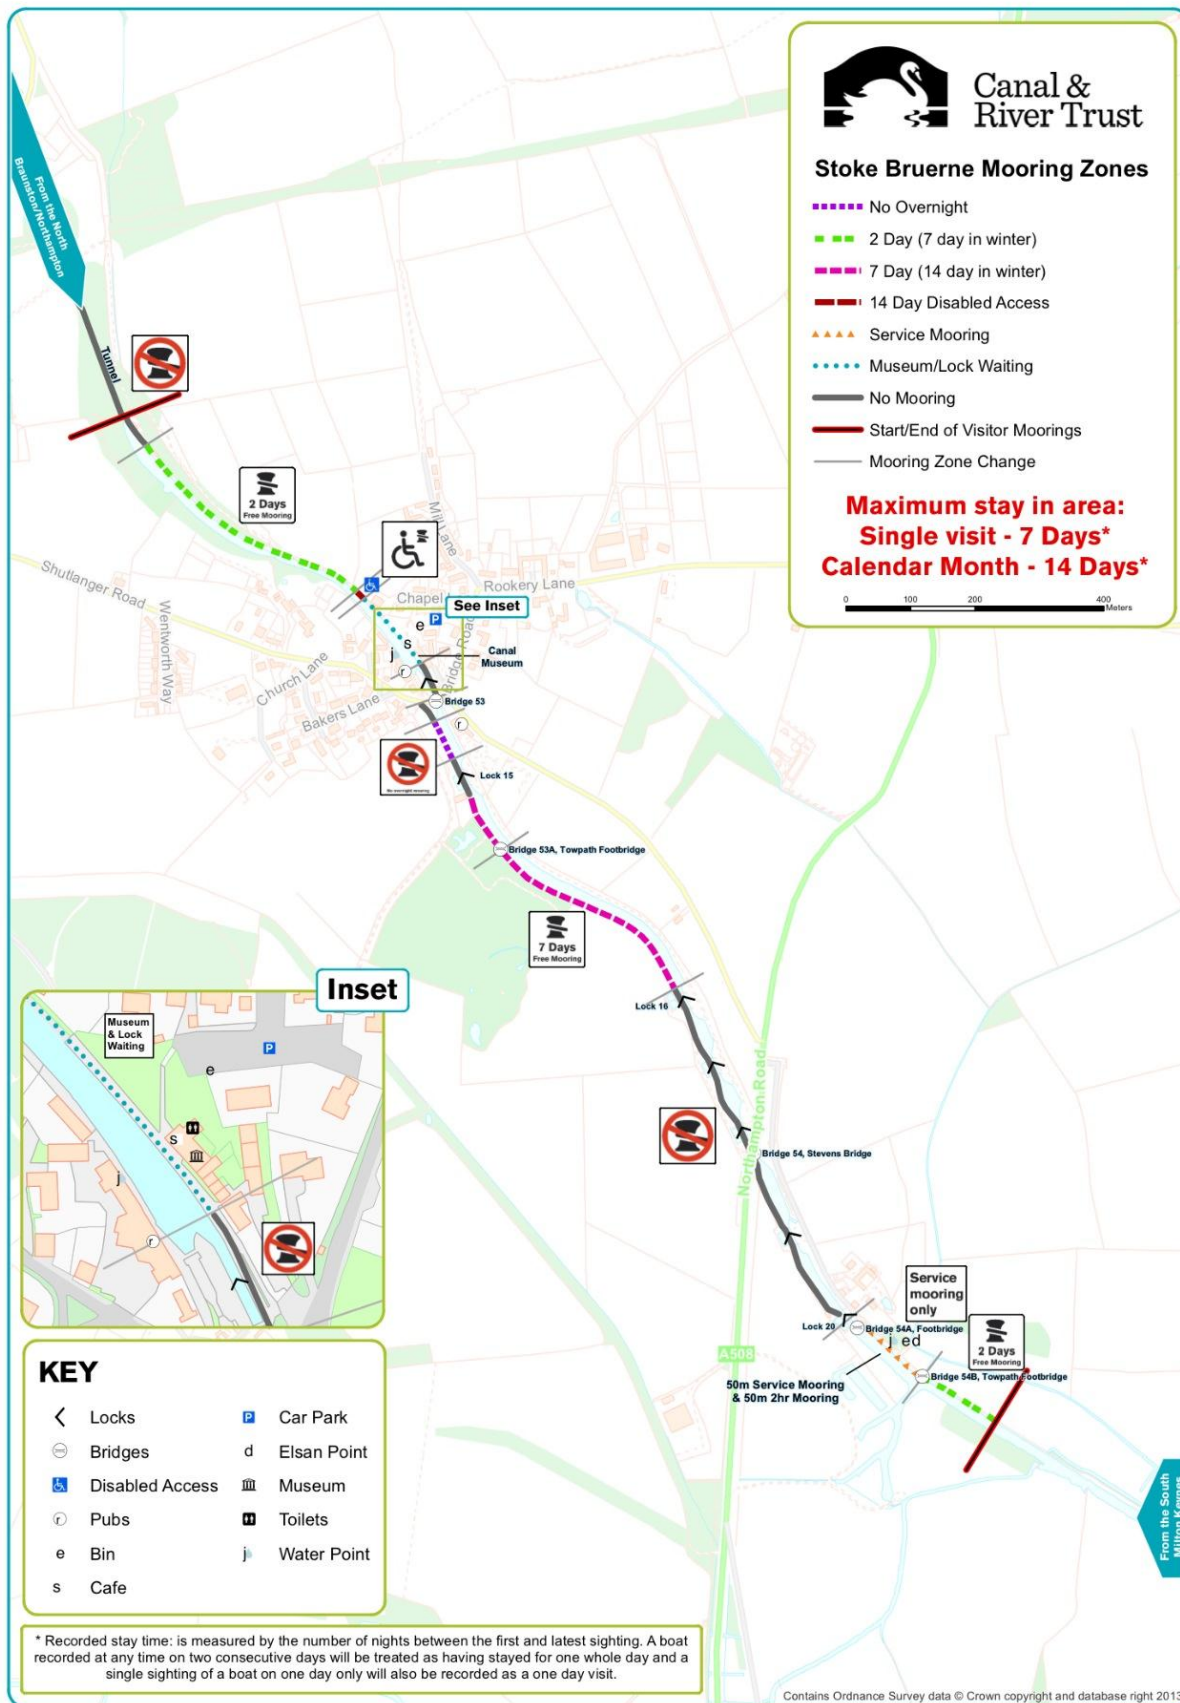 Canal &
River Trust
Stoke Bruerne Mooring Zones
No Overnight
2 Day (7 day in winter)
7 Day (14 day in winter)
14 Day Disabled Access
Service Mooring
Museum/Lock Waiting
No Mooring
Start/End of Visitor Moorings
Mooring Zone Change
Maximum stay in area:
Single visit - 7 Days*
Calendar Month - 14 Days*
0 100 200 400
Meters
From the North
Braunston/Northampton
Tunnel
2 Days
Free Mooring
Mill Lane
Rookery Lane
Chapel
See Inset
Shutlanger Road
Wentworth Way
Church Lane
Bakers Lane
Bridge Road
P
e
s
j
r
Canal
Museum
Bridge 53
r
No overnight mooring
Lock 15
Bridge 53A, Towpath Footbridge
7 Days
Free Mooring
Lock 16
Northampton Road
Bridge 54, Stevens Bridge
Service
mooring
only
Lock 20
Bridge 54A, Footbridge
j ed
2 Days
Free Mooring
A508
Bridge 54B, Towpath Footbridge
50m Service Mooring
& 50m 2hr Mooring
From the South
Milton Keynes
Inset
Museum
& Lock
Waiting
P
e
s
j
r
KEY
Locks
Bridges
Disabled Access
r Pubs
e Bin
s Cafe
P Car Park
d Elsan Point
Museum
Toilets
j Water Point
* Recorded stay time: is measured by the number of nights between the first and latest sighting. A boat
recorded at any time on two consecutive days will be treated as having stayed for one whole day and a
single sighting of a boat on one day only will also be recorded as a one day visit.
Contains Ordnance Survey data © Crown copyright and database right 2013